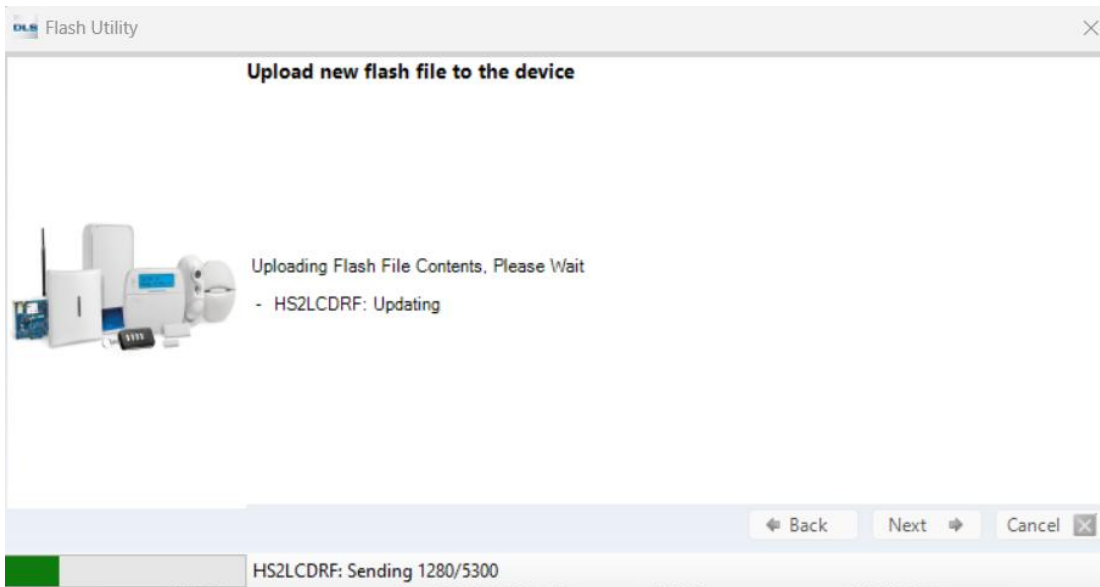 DLS Flash Utility
Upload new flash file to the device
Uploading Flash File Contents, Please Wait
- HS2LCDRF: Updating
Back Next Cancel
HS2LCDRF: Sending 1280/5300